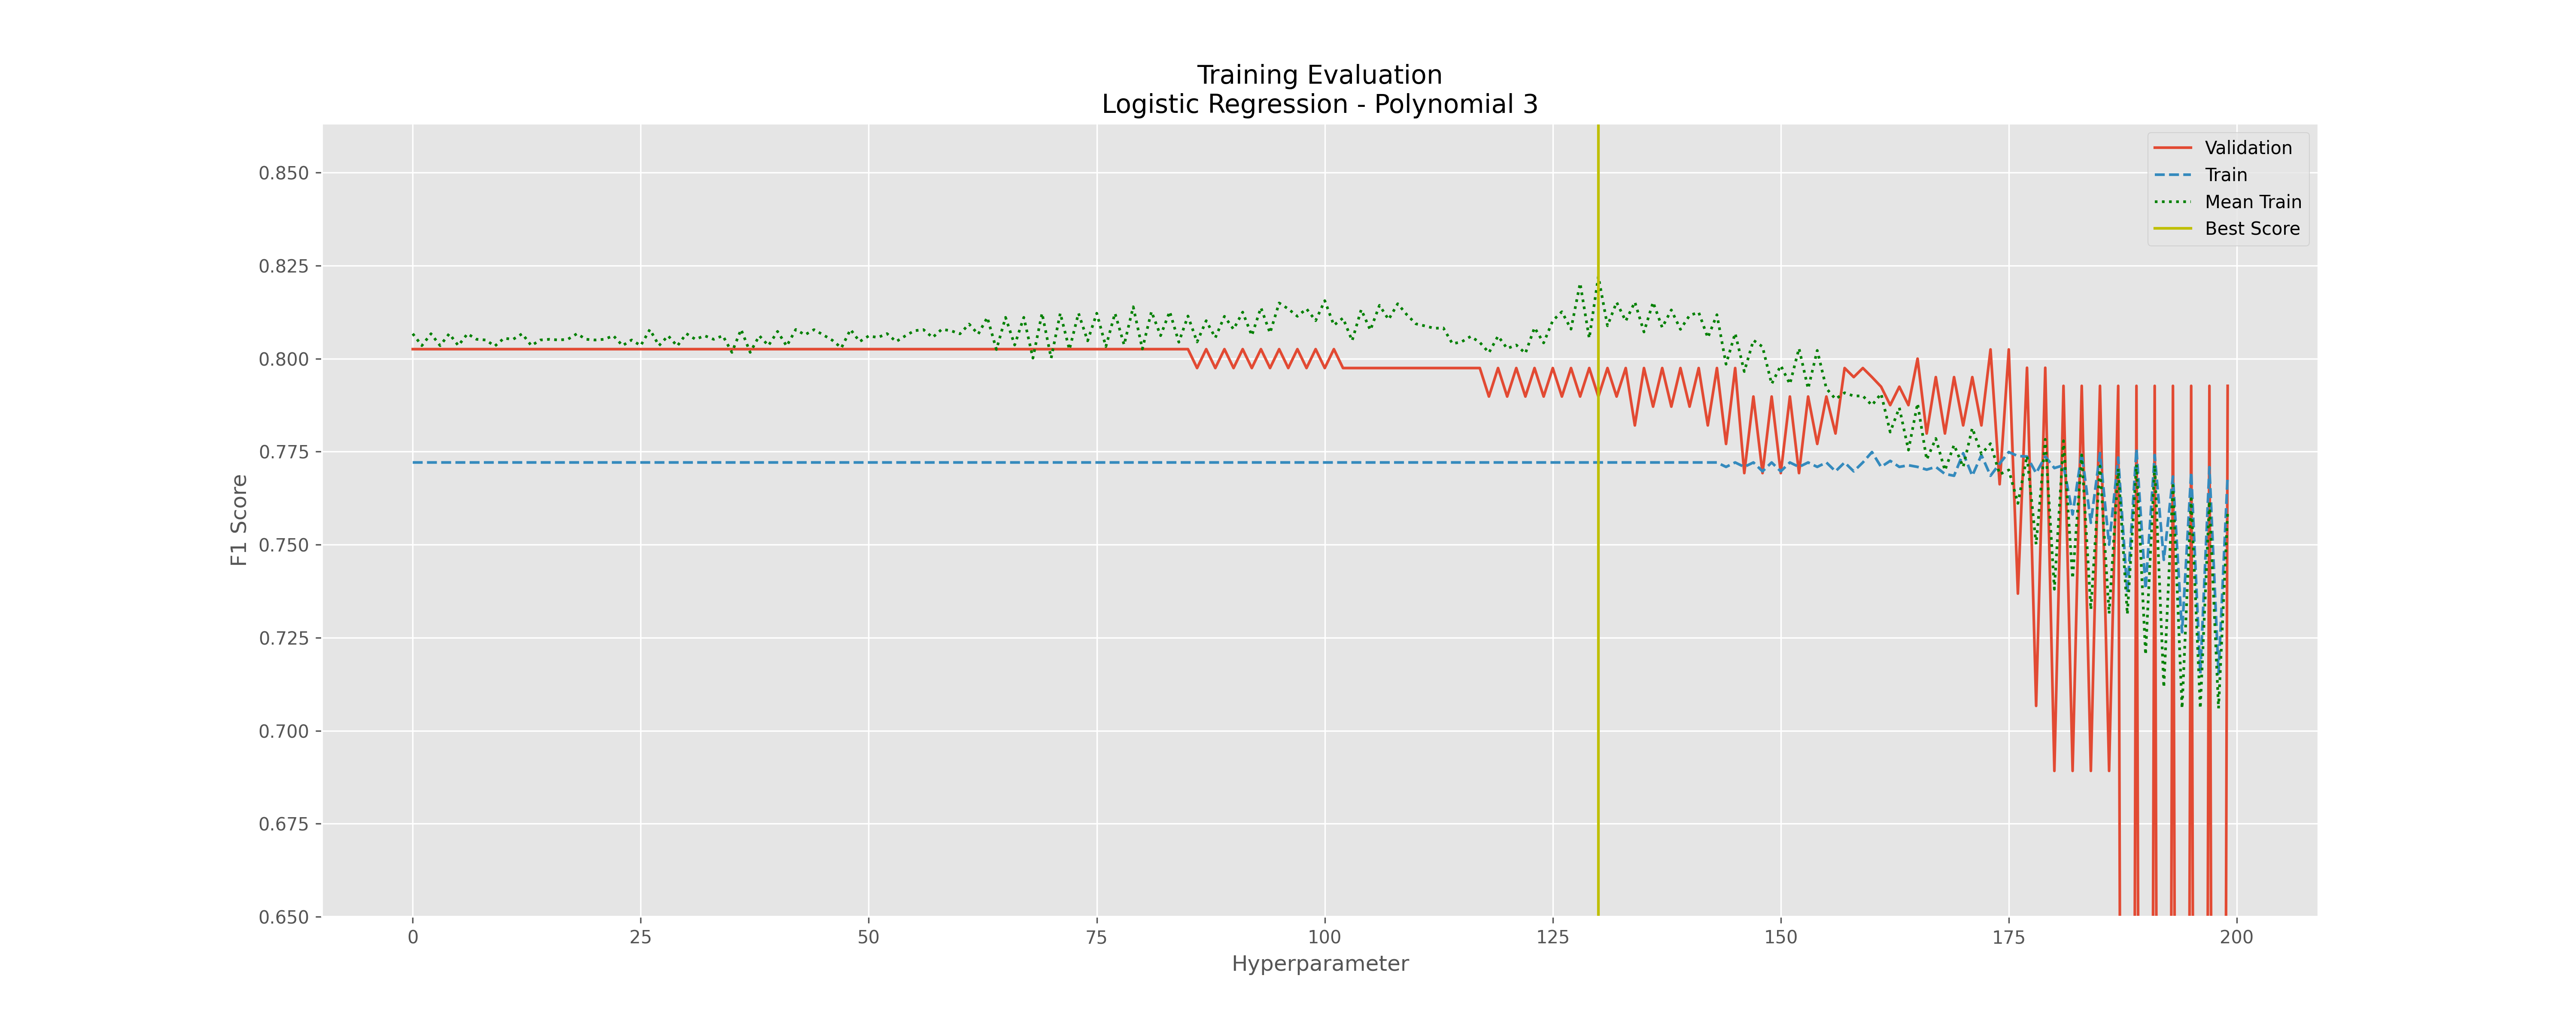 Training Evaluation
Logistic Regression - Polynomial 3
Validation
Train
Mean Train
Best Score
F1 Score
0.850
0.825
0.800
0.775
0.750
0.725
0.700
0.675
0.650
0 25 50 75 100 125 150 175 200
Hyperparameter